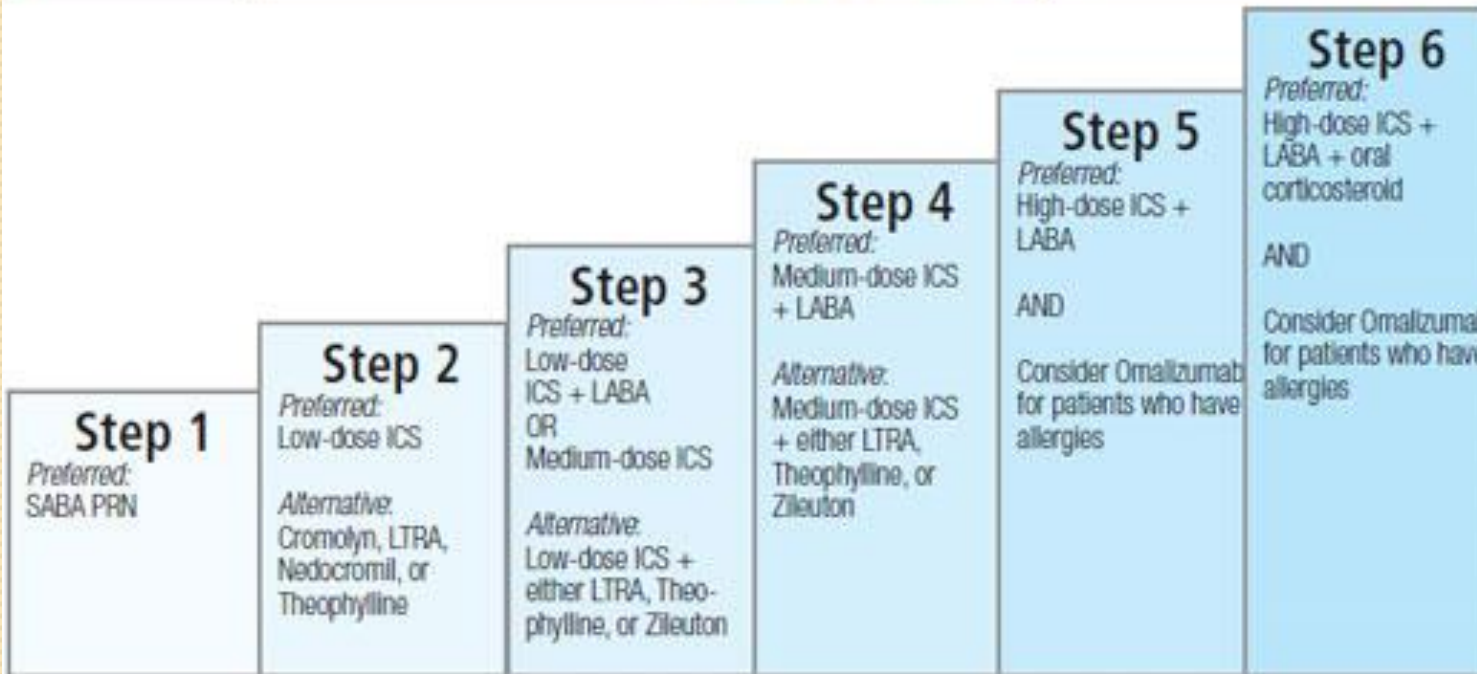 Step 1
Preferred:
SABA PRN
Step 2
Preferred:
Low-dose ICS
Alternative:
Cromolyn, LTRA,
Nedocromil, or
Theophylline
Step 3
Preferred:
Low-dose
ICS + LABA
OR
Medium-dose ICS
Alternative:
Low-dose ICS +
either LTRA, Theo-
phylline, or Zileuton
Step 4
Preferred:
Medium-dose ICS
+ LABA
Alternative:
Medium-dose ICS
+ either LTRA,
Theophylline, or
Zileuton
Step 5
Preferred:
High-dose ICS +
LABA
AND
Consider Omalizumab
for patients who have
allergies
Step 6
Preferred:
High-dose ICS +
LABA + oral
corticosteroid
AND
Consider Omalizuma
for patients who have
allergies